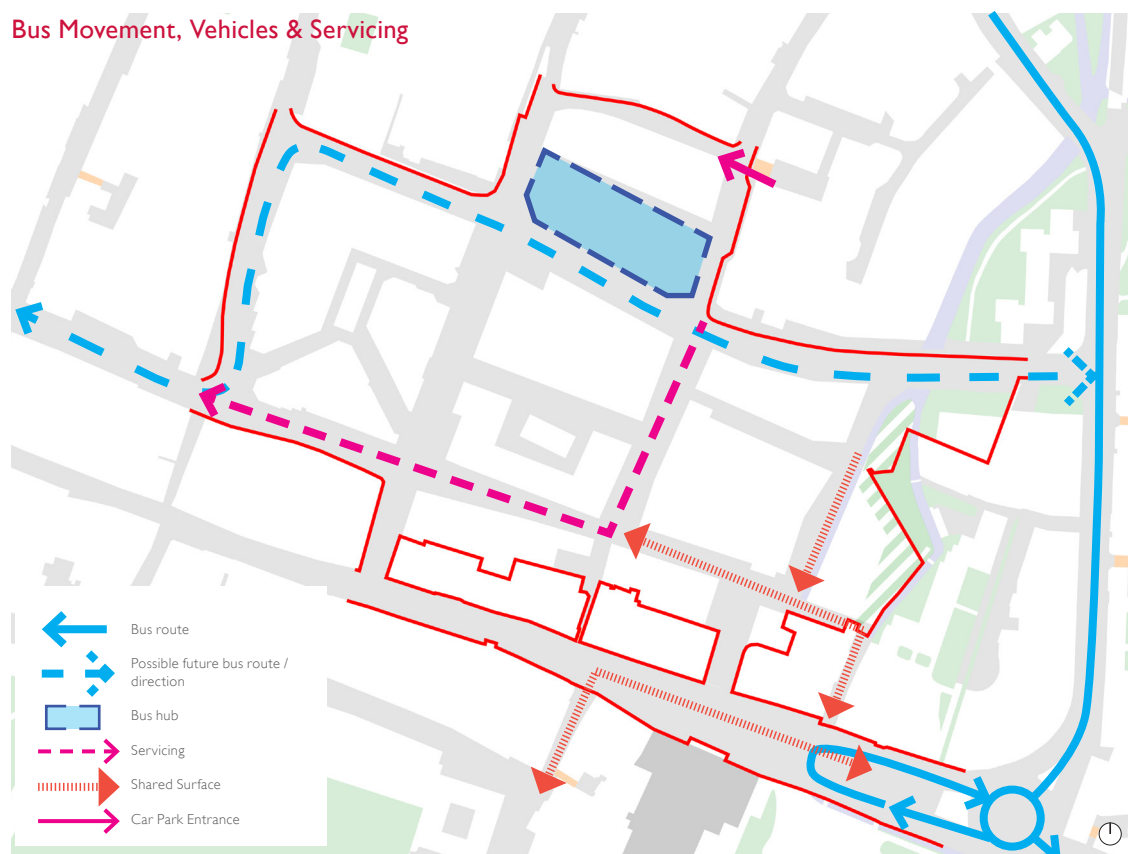 Bus Movement, Vehicles & Servicing
Bus route
Possible future bus route /
direction
Bus hub
Servicing
Shared Surface
Car Park Entrance